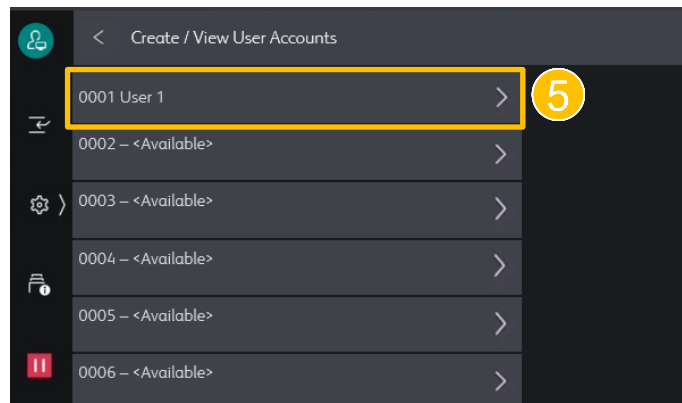 Create / View User Accounts
0001 User 1
5
0002 – <Available>
0003 – <Available>
0004 – <Available>
0005 – <Available>
0006 – <Available>